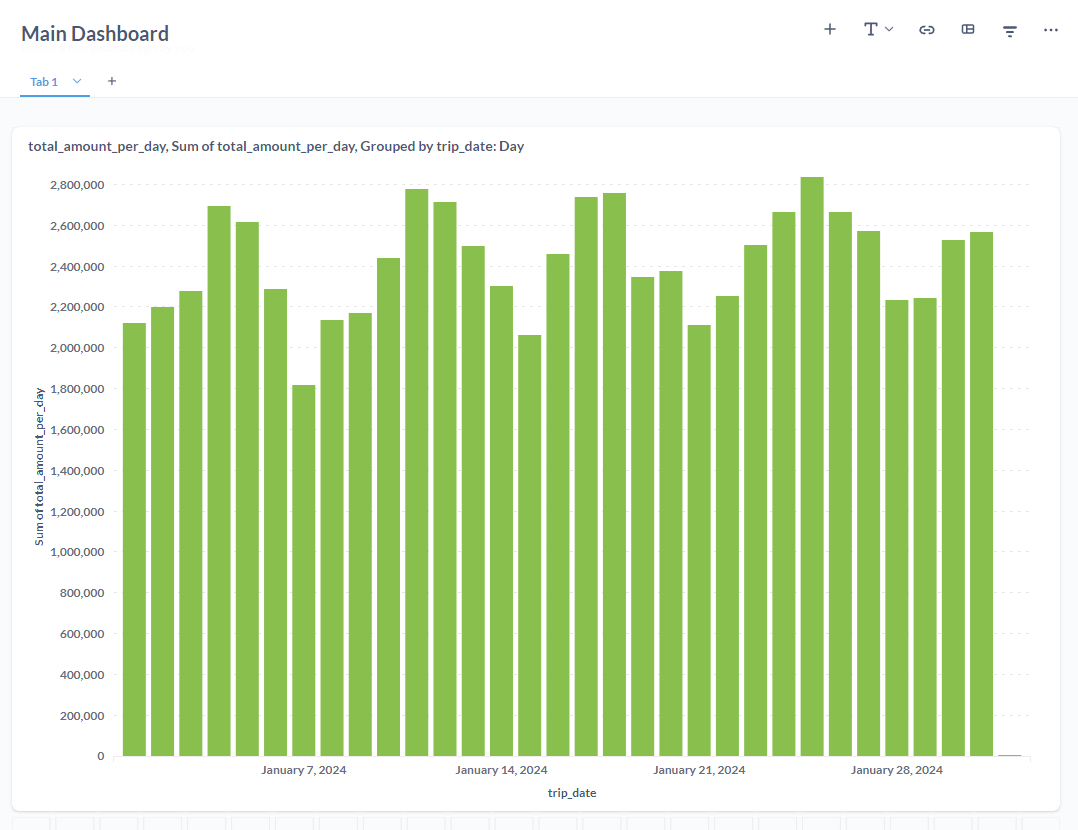 Main Dashboard
Tab 1
total_amount_per_day, Sum of total_amount_per_day, Grouped by trip_date: Day
2,800,000
2,600,000
2,400,000
2,200,000
2,000,000
1,800,000
1,600,000
1,400,000
1,200,000
1,000,000
800,000
600,000
400,000
200,000
0
Sum of total_amount_per_day
January 7, 2024
January 14, 2024
January 21, 2024
January 28, 2024
trip_date